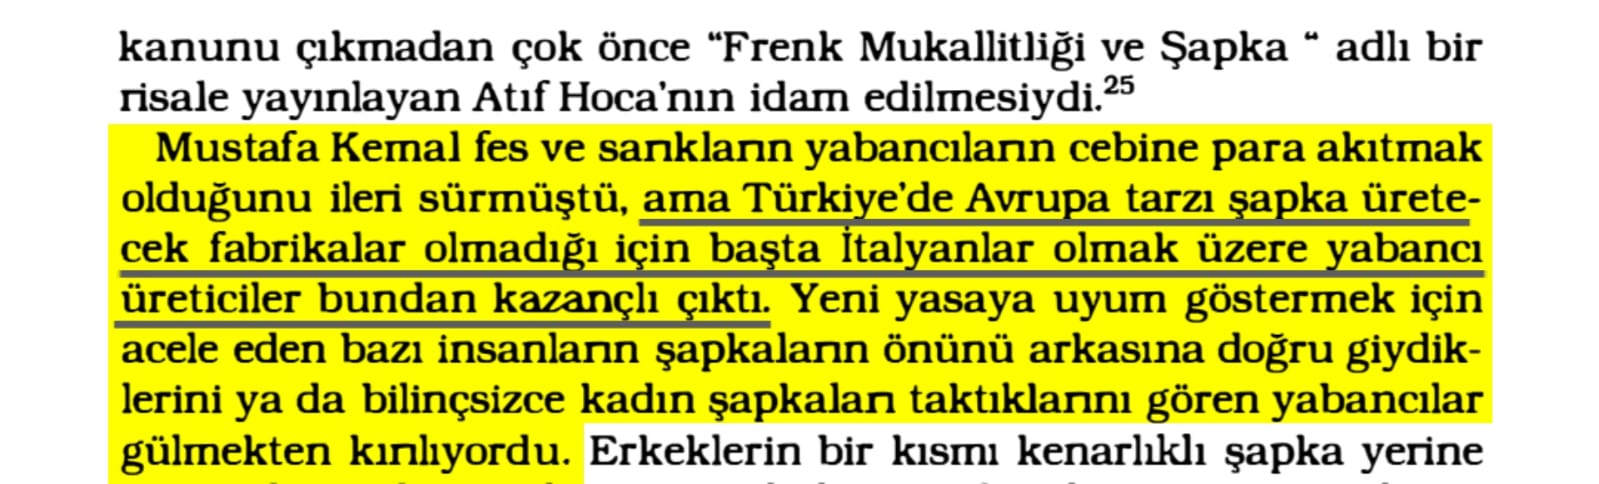 kanunu çıkmadan çok önce “Frenk Mukallitliği ve Şapka “ adlı bir
risale yayınlayan Atıf Hoca’nın idam edilmesiydi.25
Mustafa Kemal fes ve sarıkların yabancıların cebine para akıtmak
olduğunu ileri sürmüştü, ama Türkiye’de Avrupa tarzı şapka ürete-
cek fabrikalar olmadığı için başta İtalyanlar olmak üzere yabancı
üreticiler bundan kazançlı çıktı. Yeni yasaya uyum göstermek için
acele eden bazı insanların şapkaların önünü arkasına doğru giydik-
lerini ya da bilinçsizce kadın şapkaları taktıklarını gören yabancılar
gülmekten kırılıyordu. Erkeklerin bir kısmı kenarlıklı şapka yerine